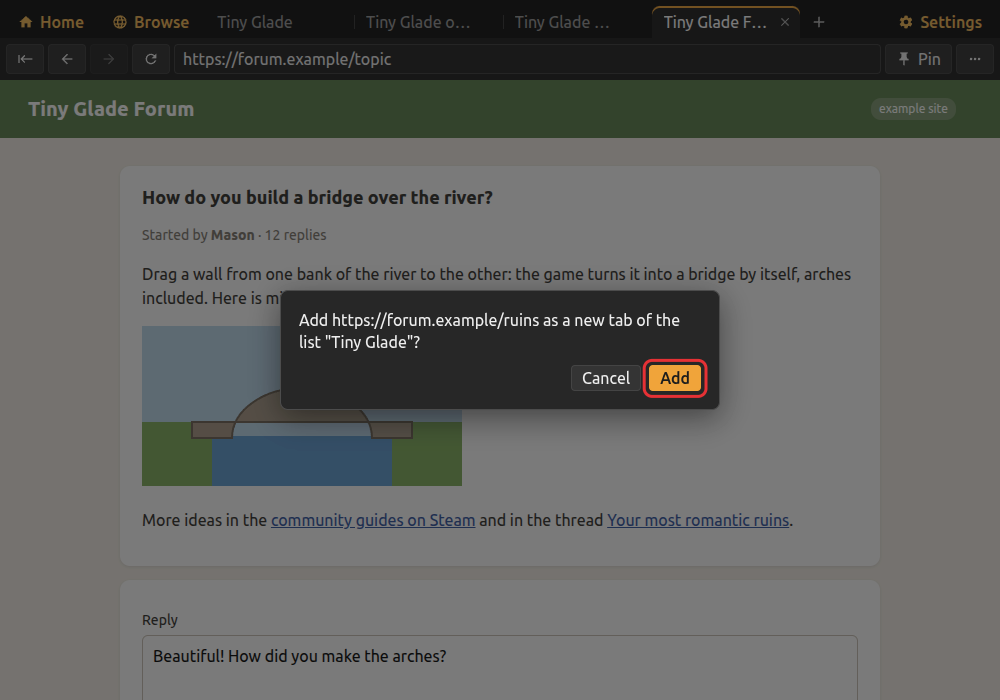 Home
Browse
Tiny Glade
Tiny Glade o...
Tiny Glade ...
Tiny Glade F...
Settings
https://forum.example/topic
Pin
Tiny Glade Forum
example site
How do you build a bridge over the river?
Started by Mason · 12 replies
Drag a wall from one bank of the river to the other: the game turns it into a bridge by itself, arches
included. Here is mi
Add https://forum.example/ruins as a new tab of the
list "Tiny Glade"?
Cancel
Add
More ideas in the community guides on Steam and in the thread Your most romantic ruins.
Reply
Beautiful! How did you make the arches?